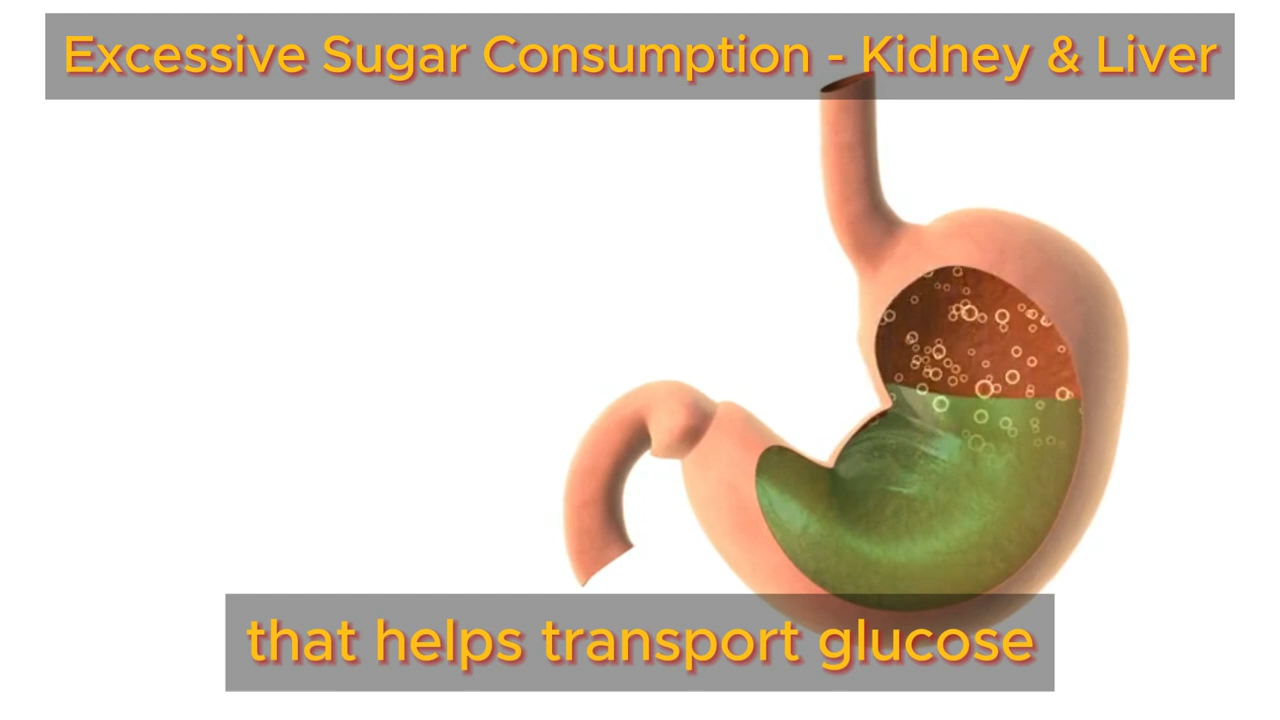 Excessive Sugar Consumption - Kidney & Liver
that helps transport glucose